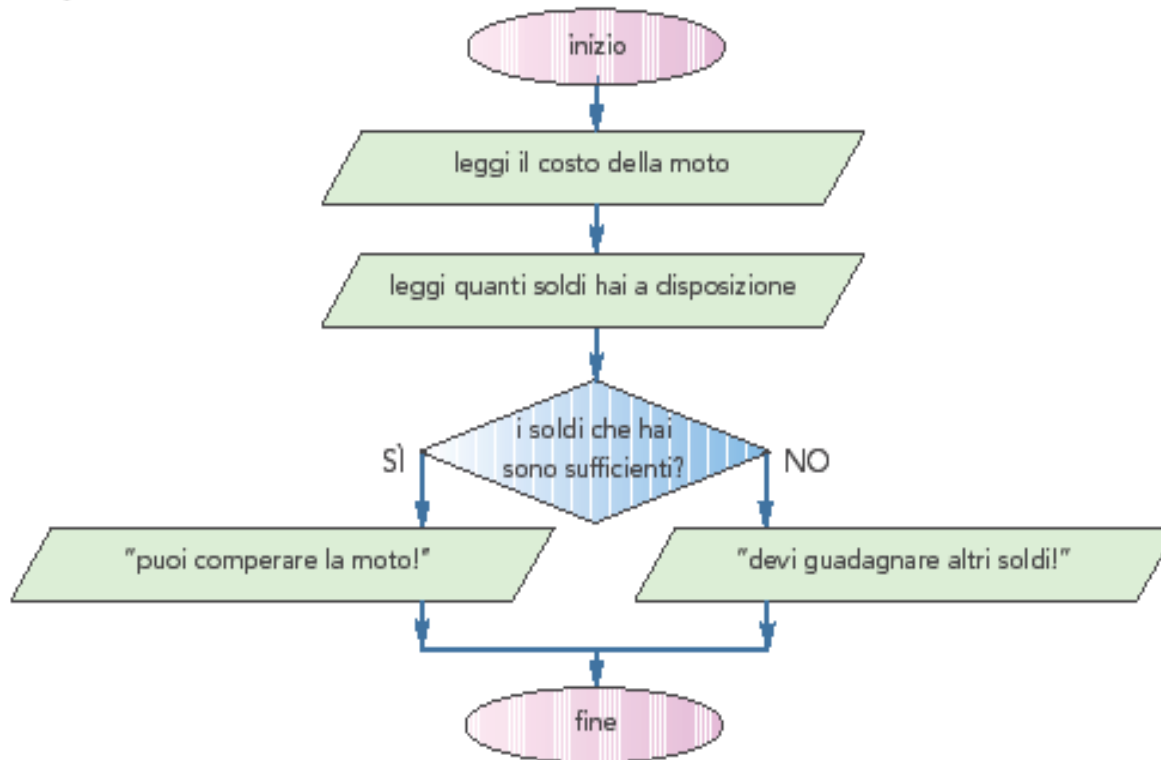 inizio
leggi il costo della moto
leggi quanti soldi hai a disposizione
i soldi che hai
sono sufficienti?
SÌ
NO
"puoi comperare la moto!"
"devi guadagnare altri soldi!"
fine